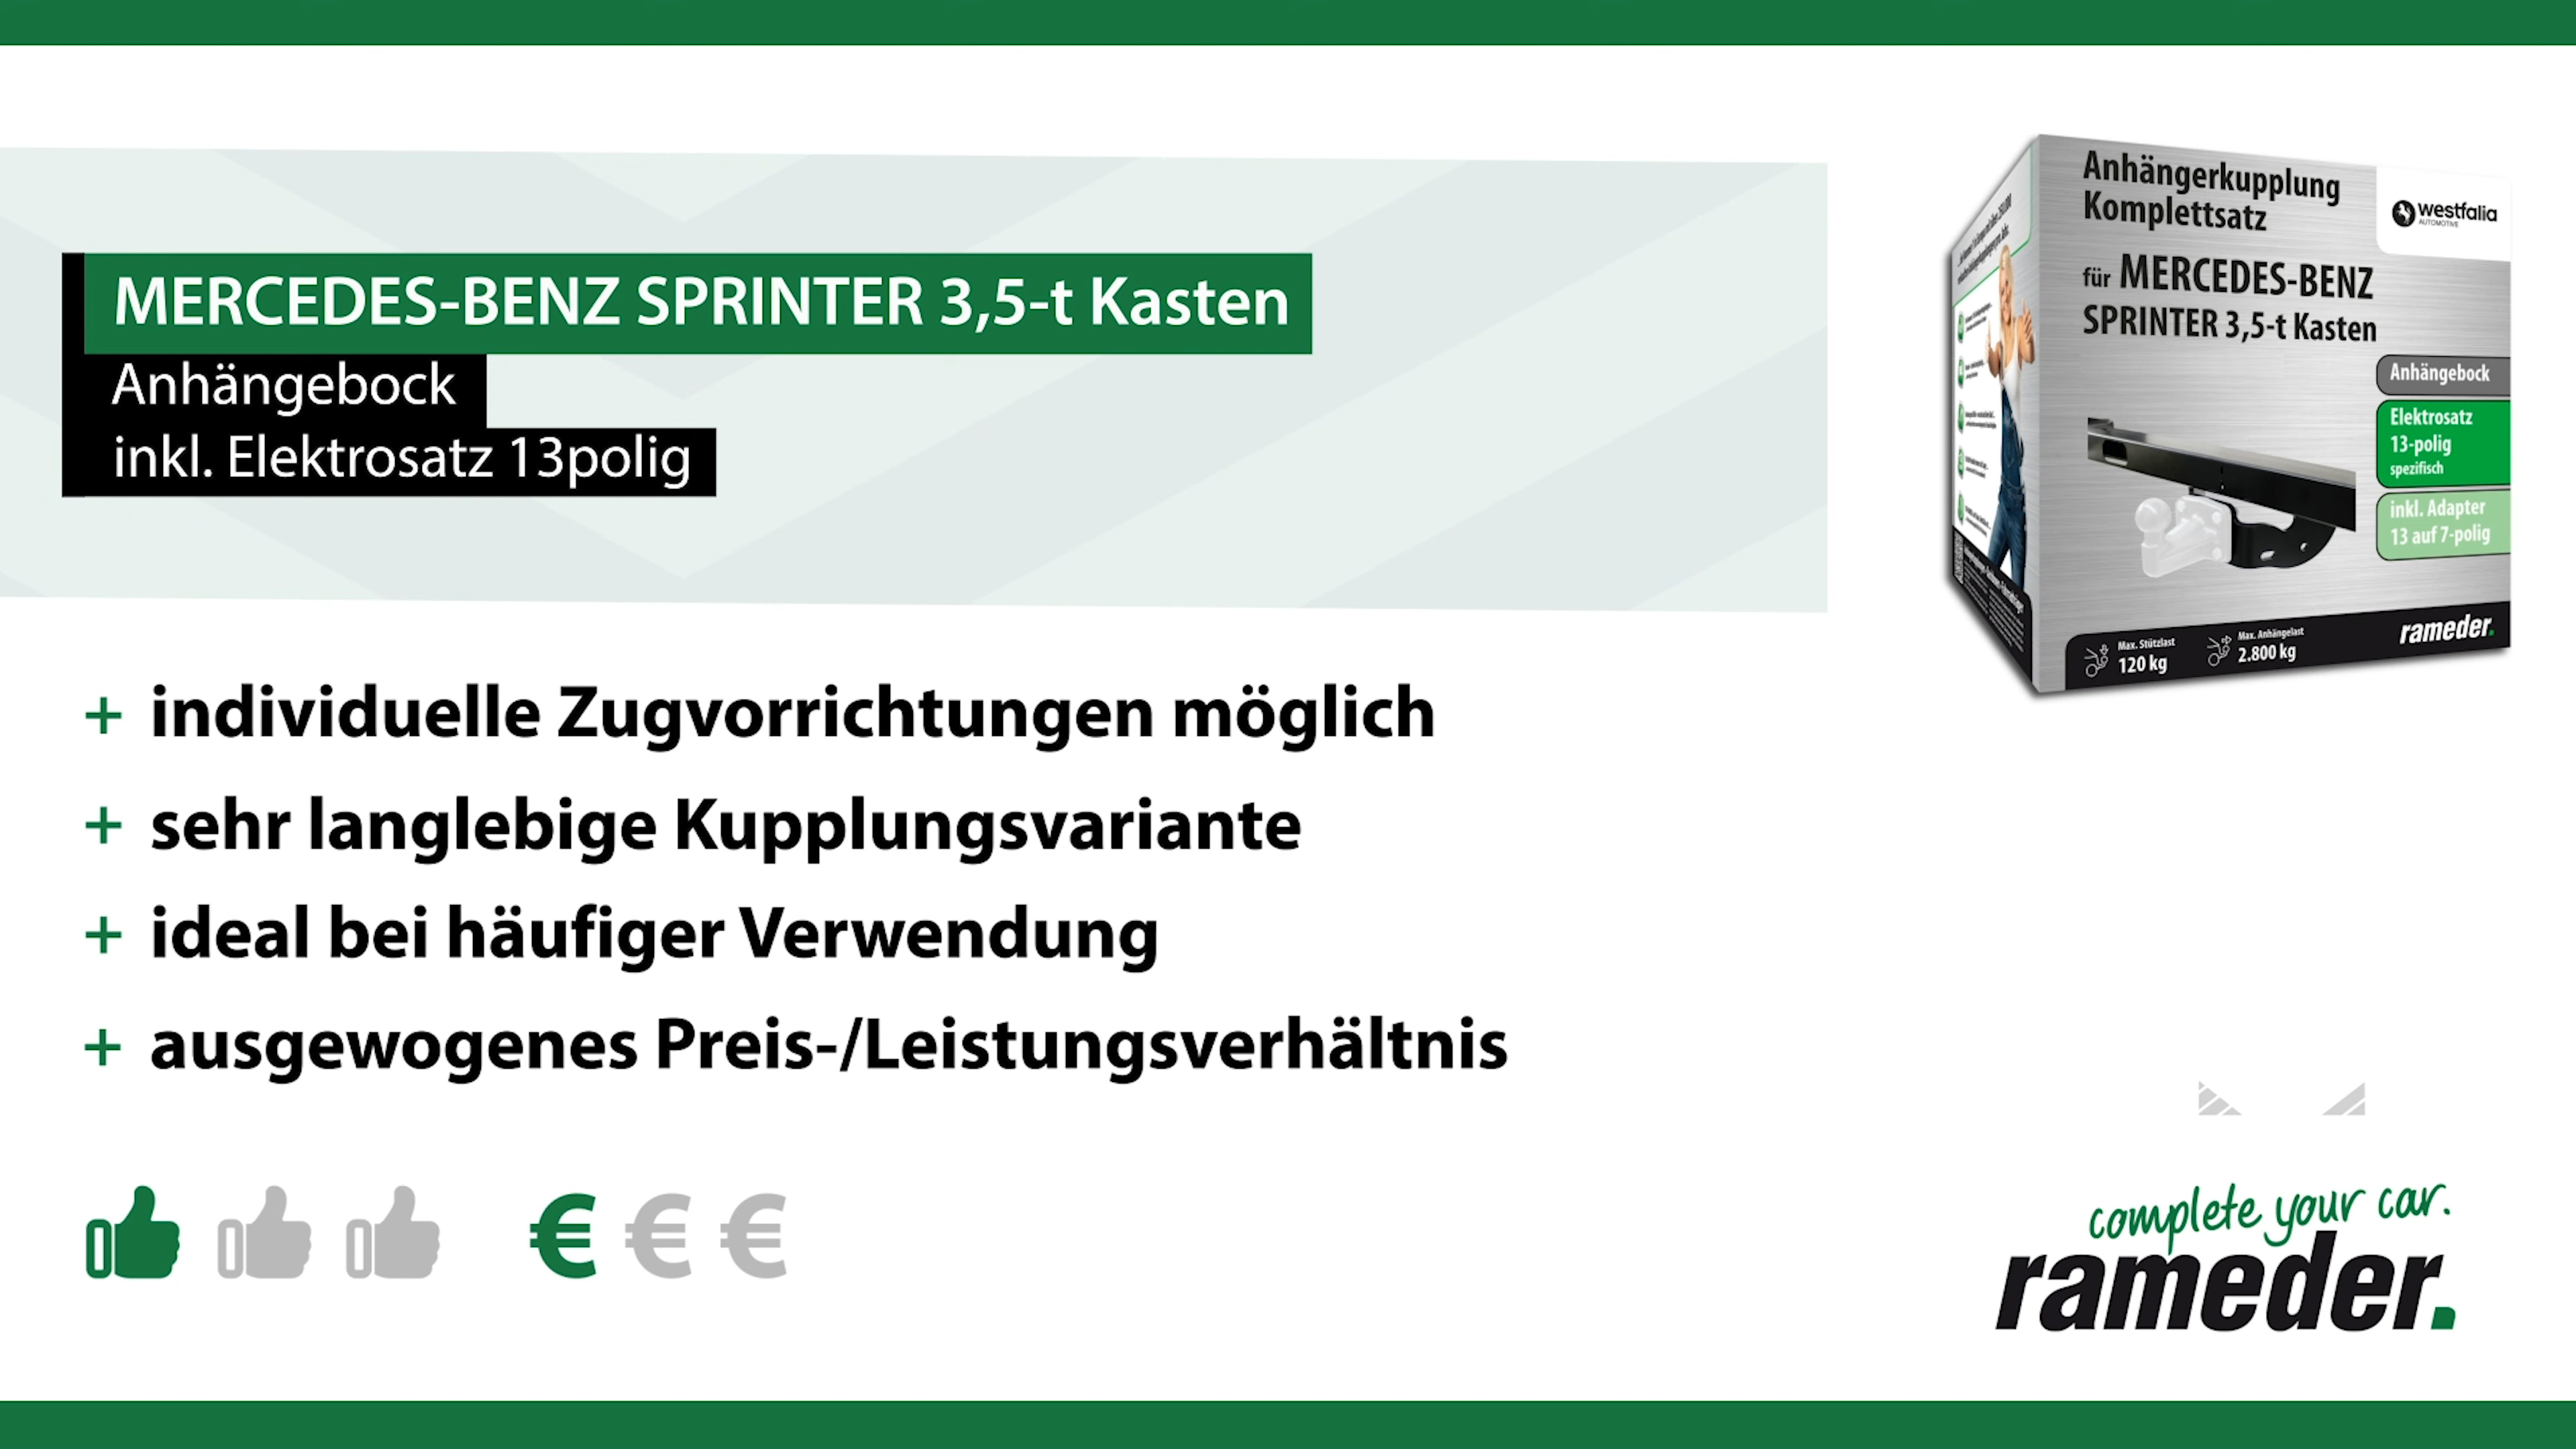 MERCEDES-BENZ SPRINTER 3,5-t Kasten
Anhängebock
inkl. Elektrosatz 13polig
+ individuelle Zugvorrichtungen möglich
+ sehr langlebige Kupplungsvariante
+ ideal bei häufiger Verwendung
+ ausgewogenes Preis-/Leistungsverhältnis
€ € €
Anhängerkupplung
Komplettsatz
westfalia
AUTOMOTIVE
für MERCEDES-BENZ
SPRINTER 3,5-t Kasten
Anhängebock
Elektrosatz
13-polig
spezifisch
inkl. Adapter
13 auf 7-polig
Max. Stützlast
120 kg
Max. Anhängelast
2.800 kg
rameder.
complete your car.
rameder.